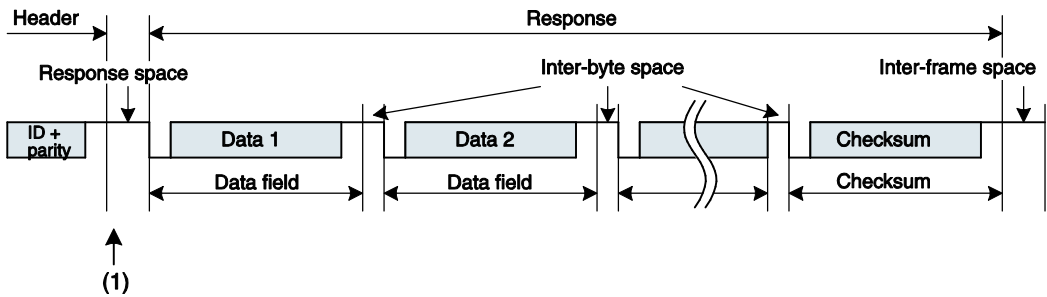 Header
Response
Response space
Inter-byte space
Inter-frame space
ID +
parity
Data 1
Data 2
Checksum
Data field
Data field
Checksum
(1)